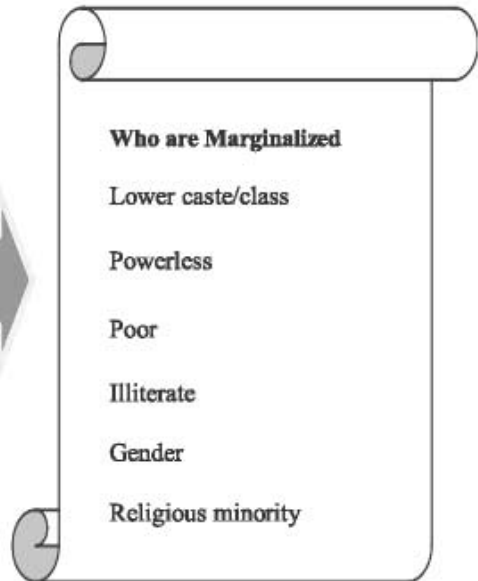 Who are Marginalized
Lower caste/class
Powerless
Poor
Illiterate
Gender
Religious minority